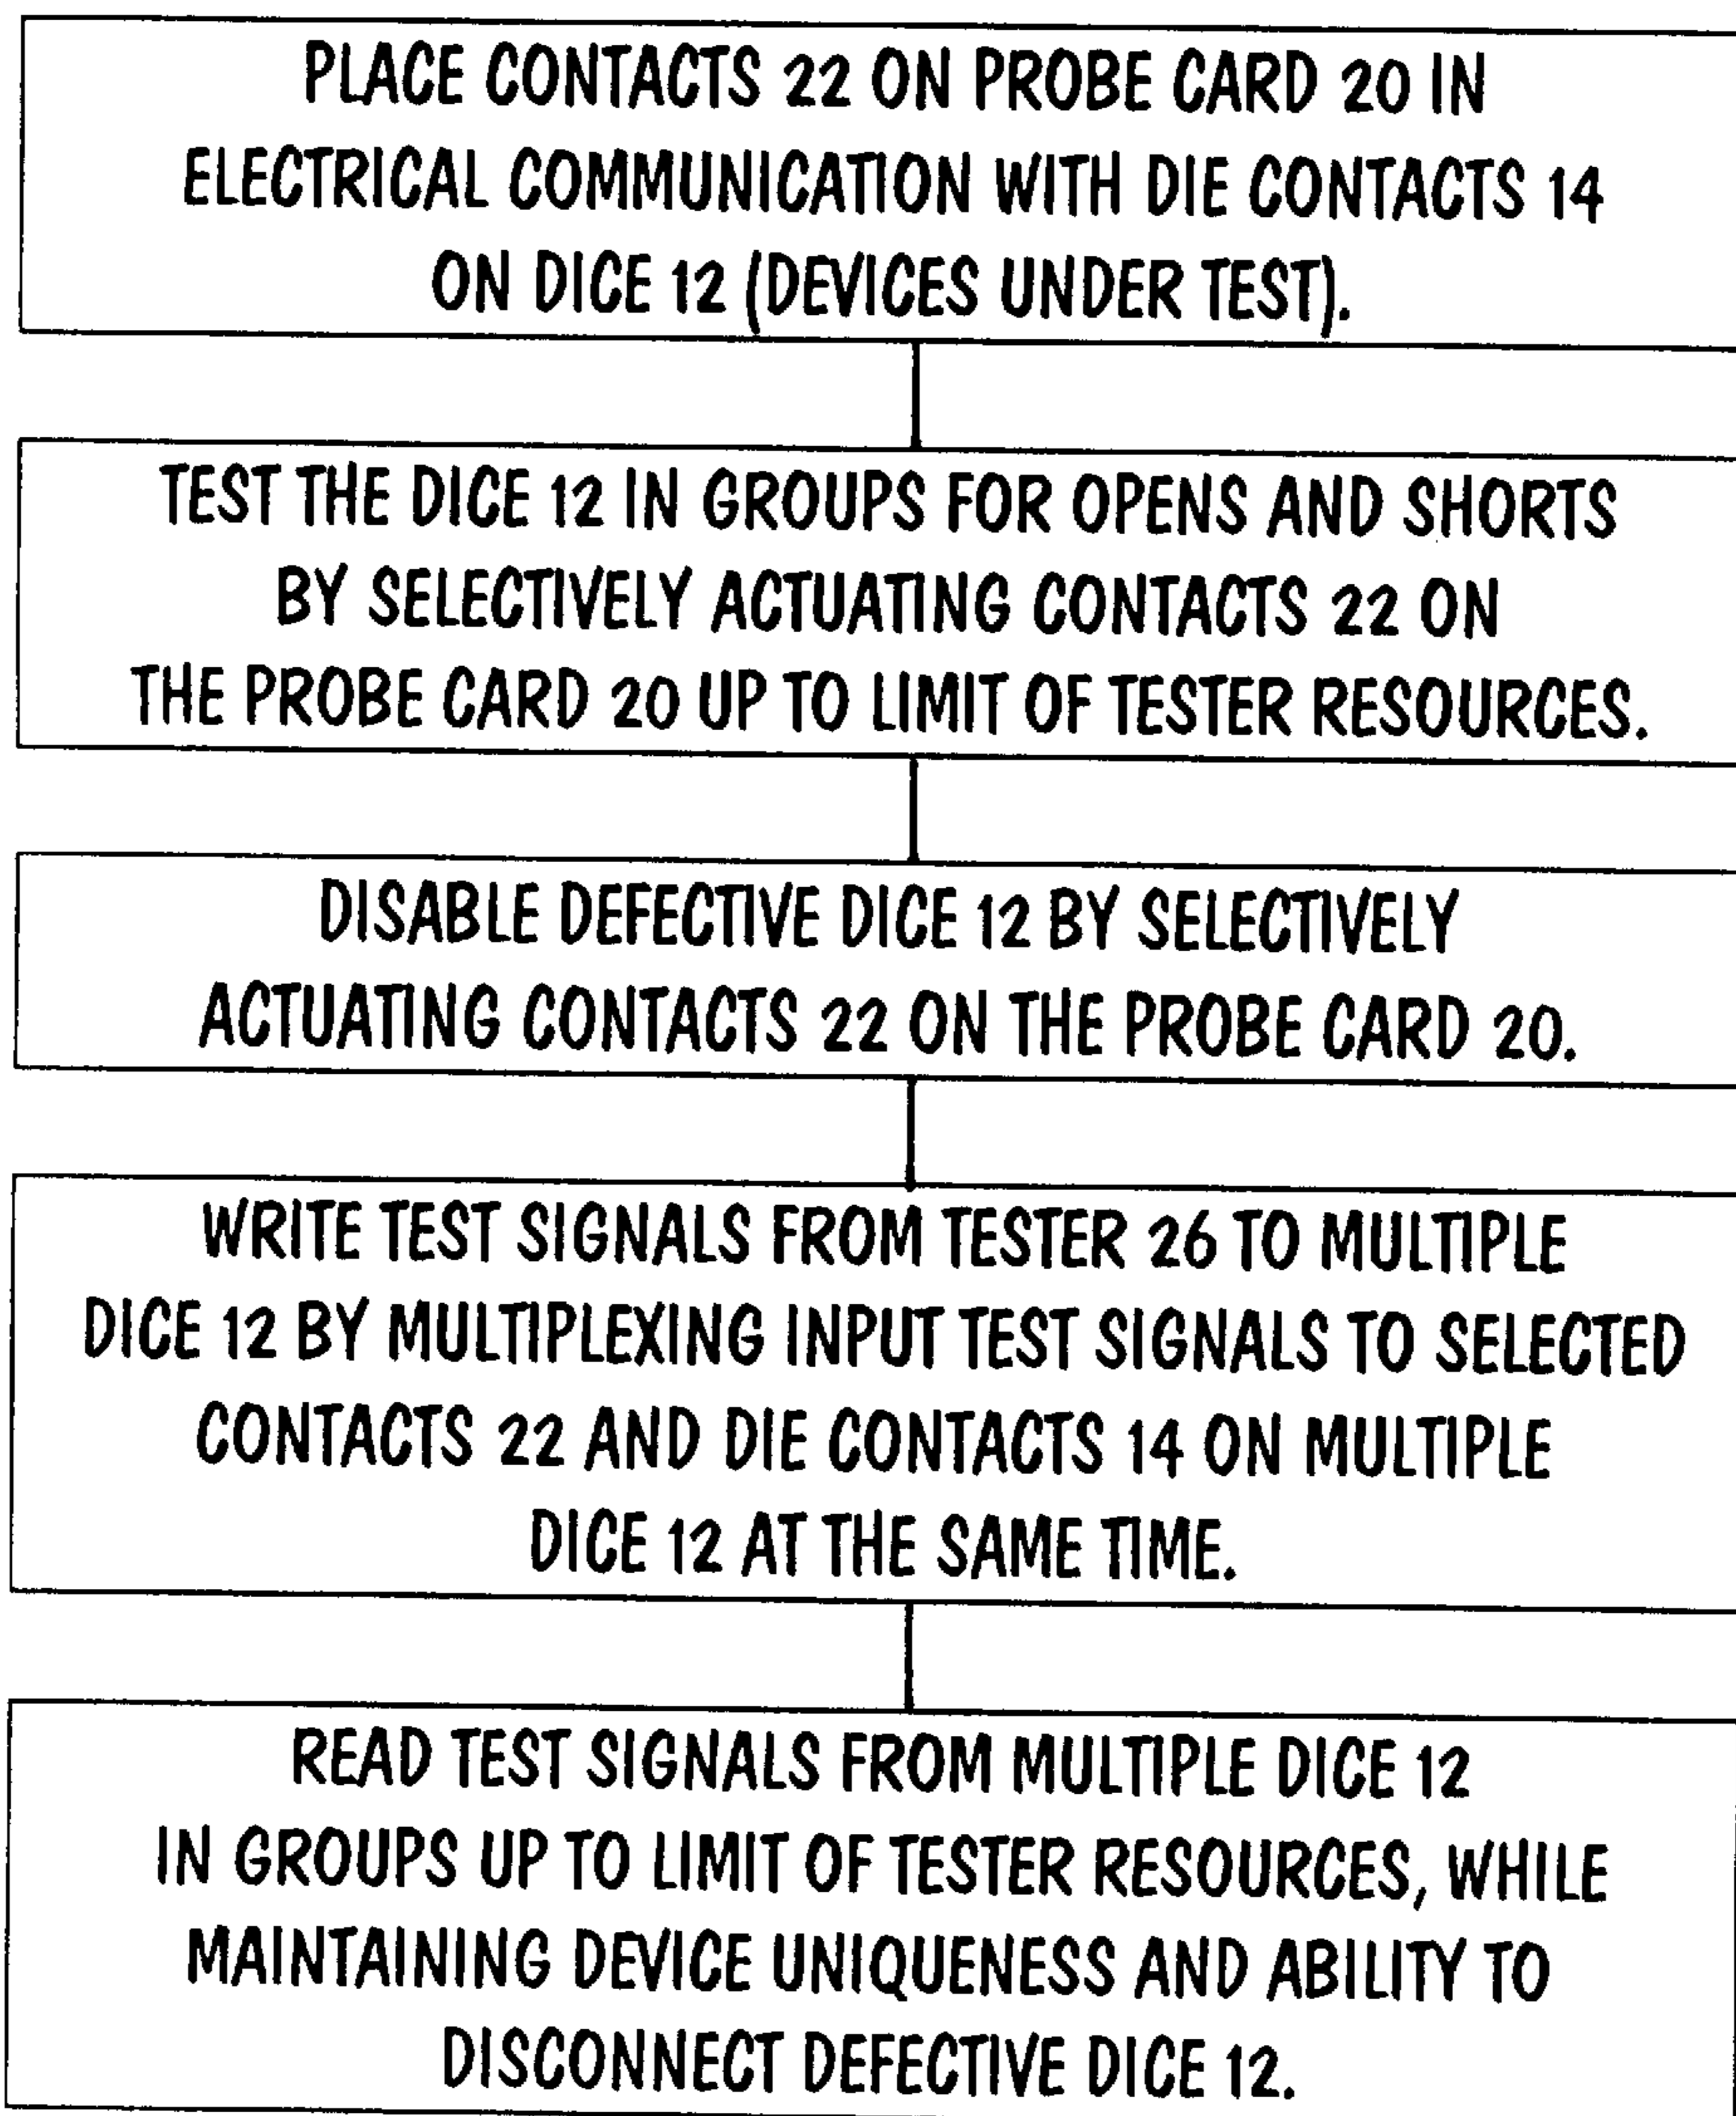 PLACE CONTACTS 22 ON PROBE CARD 20 IN
ELECTRICAL COMMUNICATION WITH DIE CONTACTS 14
ON DICE 12 (DEVICES UNDER TEST).
TEST THE DICE 12 IN GROUPS FOR OPENS AND SHORTS
BY SELECTIVELY ACTUATING CONTACTS 22 ON
THE PROBE CARD 20 UP TO LIMIT OF TESTER RESOURCES.
DISABLE DEFECTIVE DICE 12 BY SELECTIVELY
ACTUATING CONTACTS 22 ON THE PROBE CARD 20.
WRITE TEST SIGNALS FROM TESTER 26 TO MULTIPLE
DICE 12 BY MULTIPLEXING INPUT TEST SIGNALS TO SELECTED
CONTACTS 22 AND DIE CONTACTS 14 ON MULTIPLE
DICE 12 AT THE SAME TIME.
READ TEST SIGNALS FROM MULTIPLE DICE 12
IN GROUPS UP TO LIMIT OF TESTER RESOURCES, WHILE
MAINTAINING DEVICE UNIQUENESS AND ABILITY TO
DISCONNECT DEFECTIVE DICE 12.